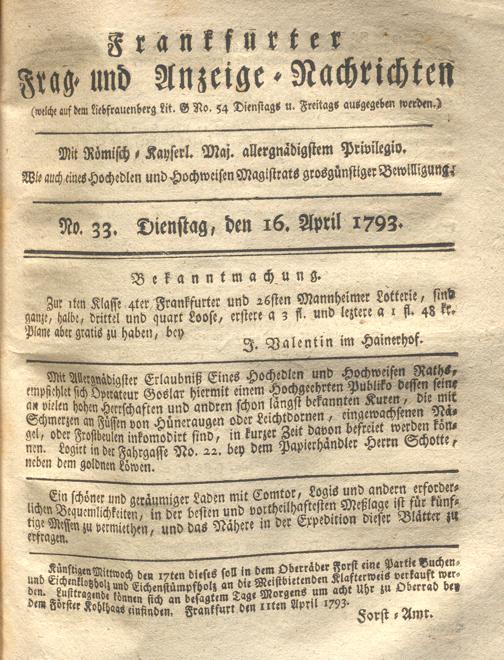 Frankfurter
Frag- und Anzeige-Nachrichten
(welche auf dem Liebfrauenberg Lit. G No. 54 Dienstags u. Freitags ausgegeben werden.)
Mit Römisch-Kayserl. Maj. allergnädigstem Privilegio.
Wie auch eines Hochedlen und Hochweisen Magistrats grosgünstiger Bewilligung.
No. 33. Dienstag, den 16. April 1793.
Bekanntmachung.
Zur 1ten Klasse 4ter Frankfurter und 26sten Mannheimer Lotterie, sind
ganze, halbe, drittel und quart Loose, erstere a 3 fl. und leztere a 1 fl. 48 kr.
Plane aber gratis zu haben, bey
J. Valentin im Hainerhof.
Mit Allergnädigster Erlaubniß Eines Hochedlen und Hochweisen Raths,
empfiehlet sich Operateur Goslar hiermit einem Hochgeehrten Publiko dessen seine
an vielen hohen Herrschaften und andren schon längst bekannten Kuren, die mit
Schmerzen an Füssen von Hüneraugen oder Leichtdornen, eingewachsenen Nä-
gel, oder Frostbeulen inkomodirt sind, in kurzer Zeit davon befreiet werden kön-
nen. Logirt in der Fahrgasse No. 22. bey dem Papierhändler Herrn Schotte,
neben dem goldnen Löwen.
Ein schöner und geräumiger Laden mit Comtor, Logis und andern erforder-
lichen Bequemlichkeiten, in der besten und vortheilhaftesten Meßlage ist für künf-
tige Messen zu vermiethen, und das Nähere in der Expedition dieser Blätter zu
erfragen.
Künftigen Mittwoch den 17ten dieses soll in dem Oberräder Forst eine Partie Buchen-
und Eichenklotzholz und Eichenstümpfholz an die Meistbietenden Klafterweis verkauft wer-
den. Lusttragende können sich an besagtem Tage Morgens um acht Uhr zu Oberrad bey
dem Förster Kohlhaas einfinden. Frankfurt den 11ten April 1793.
Forst-Amt.